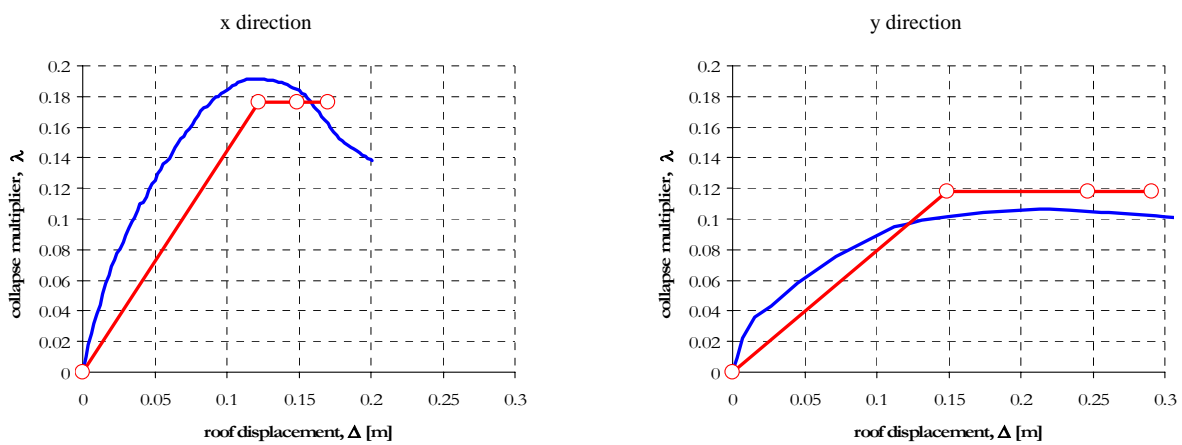 x direction
0.2
0.18
0.16
0.14
0.12
0.1
0.08
0.06
0.04
0.02
0
collapse multiplier, λ
0 0.05 0.1 0.15 0.2 0.25 0.3
roof displacement, Δ [m]
y direction
0.2
0.18
0.16
0.14
0.12
0.1
0.08
0.06
0.04
0.02
0
collapse multiplier, λ
0 0.05 0.1 0.15 0.2 0.25 0.3
roof displacement, Δ [m]